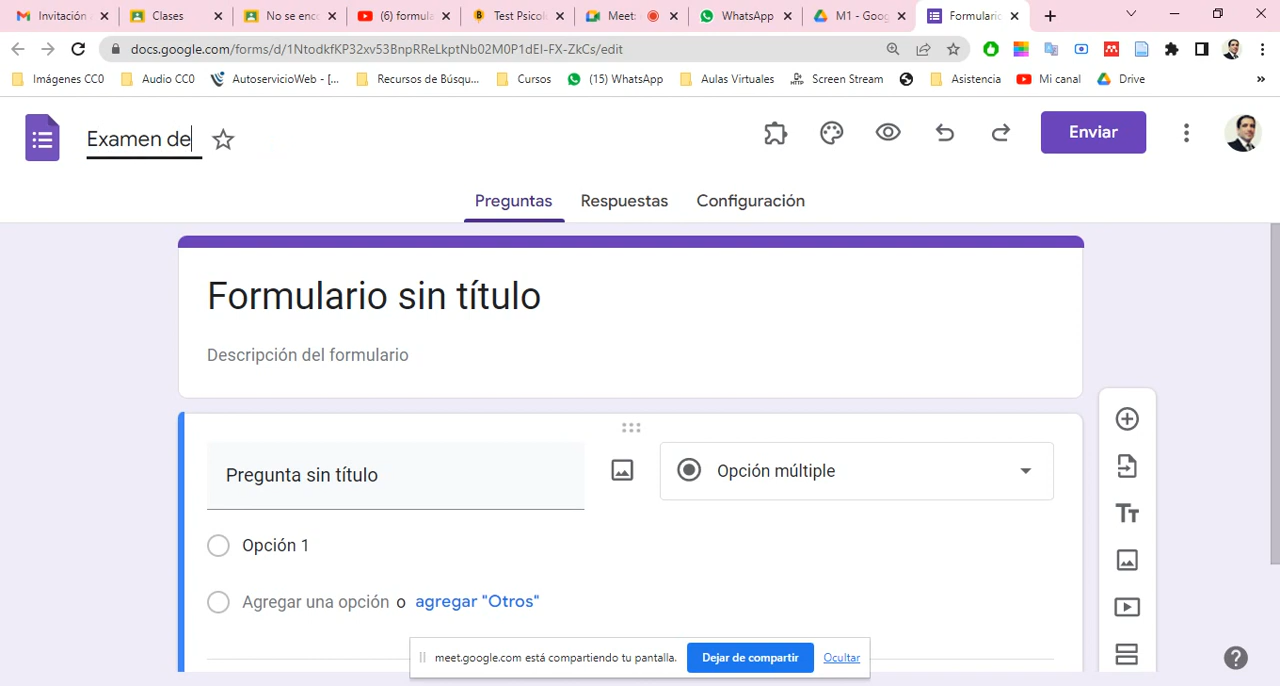 Invitación
Clases
No se enc
(6) formula
Test Psicol
Meet:
WhatsApp
M1 - Goog
Formulario
docs.google.com/forms/d/1NtodkfKP32xv53BnpRReLkptNb02M0P1dEI-FX-ZkCs/edit
Imágenes CC0
Audio CC0
AutoservicioWeb - [...
Recursos de Búsqu...
Cursos
(15) WhatsApp
Aulas Virtuales
HTTP
Screen Stream
Asistencia
Mi canal
Drive
»
Examen de
Enviar
Preguntas
Respuestas
Configuración
Formulario sin título
Descripción del formulario
Pregunta sin título
Opción múltiple
Opción 1
Agregar una opción o agregar "Otros"
meet.google.com está compartiendo tu pantalla.
Dejar de compartir
Ocultar